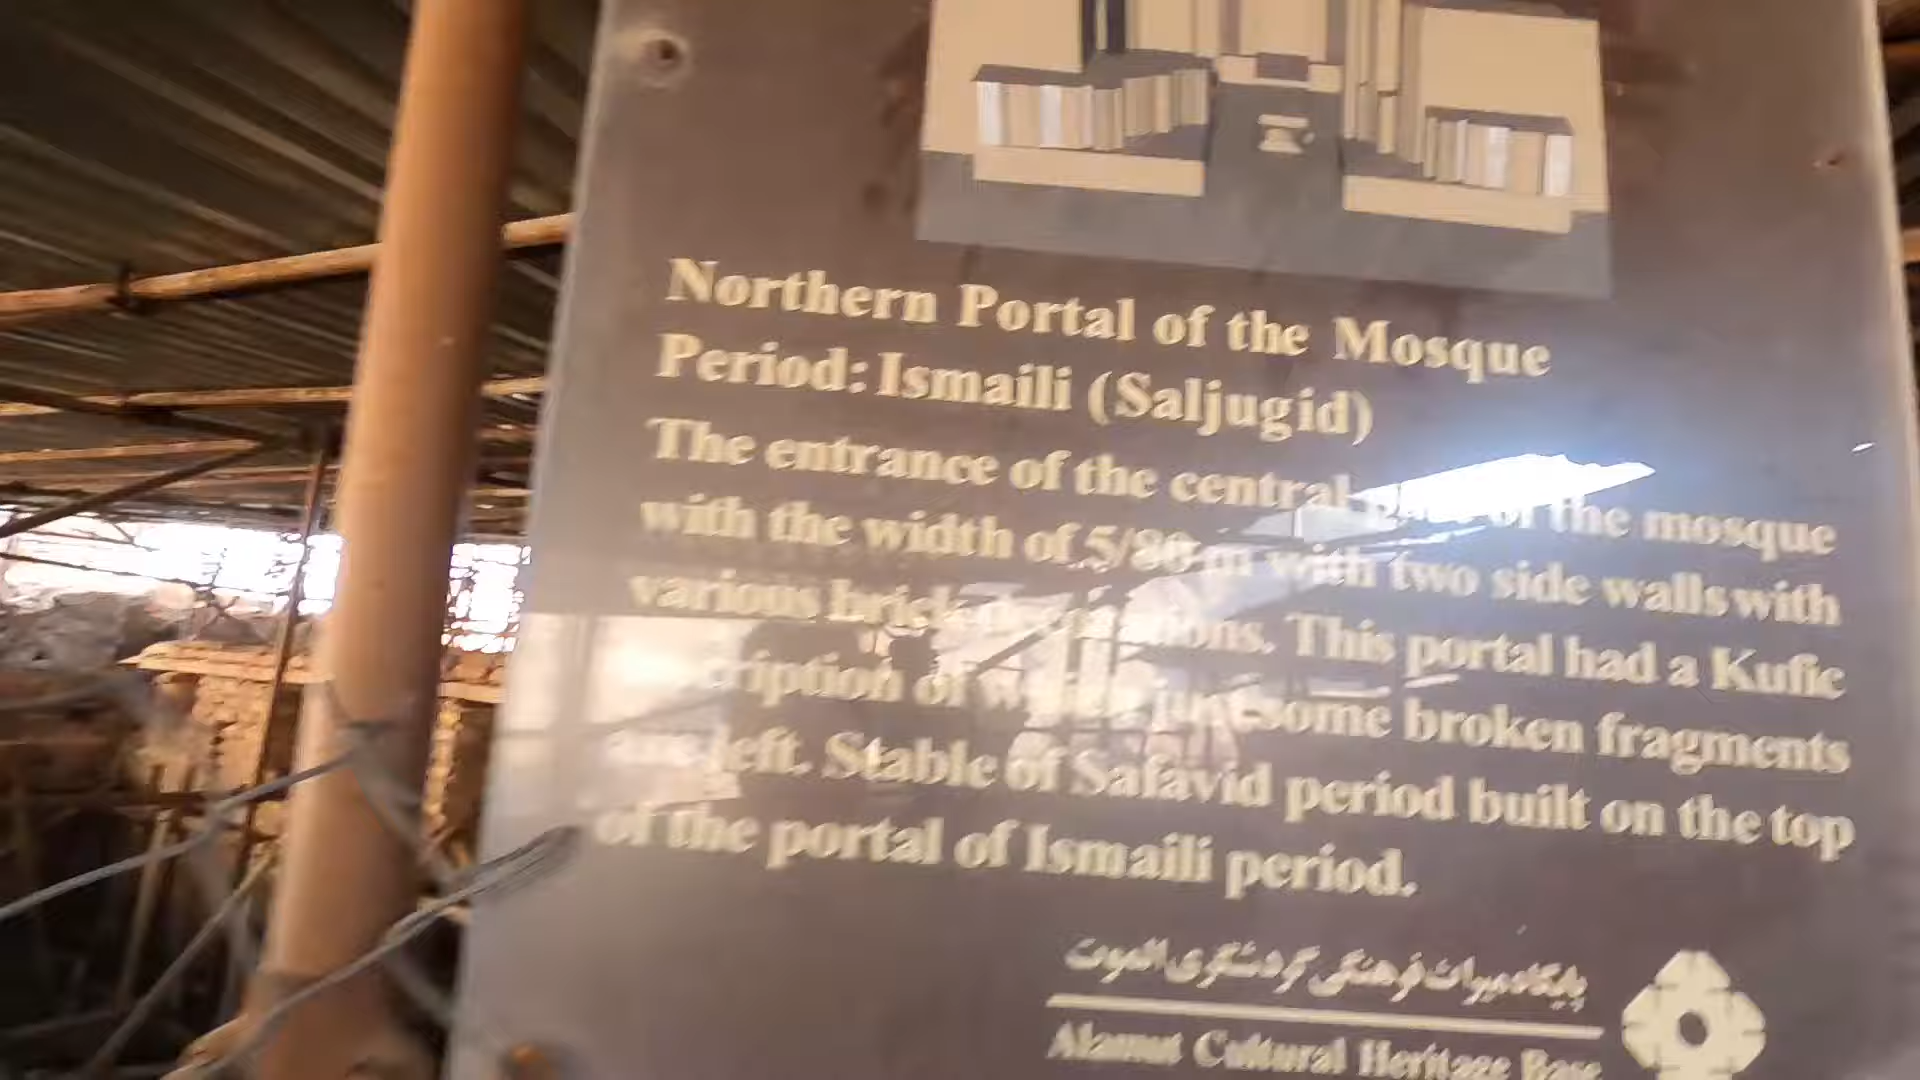 Northern Portal of the Mosque
Period: Ismaili (Saljugid)
The entrance of the central part of the mosque
with the width of 5/80 m with two side walls with
various brick decorations. This portal had a Kufic
of which just some broken fragments
are left. Stable of Safavid period built on the top
of the portal of Ismaili period.
پایگاه میراث فرهنگی گردشگری الموت
Alamut Cultural Heritage Base